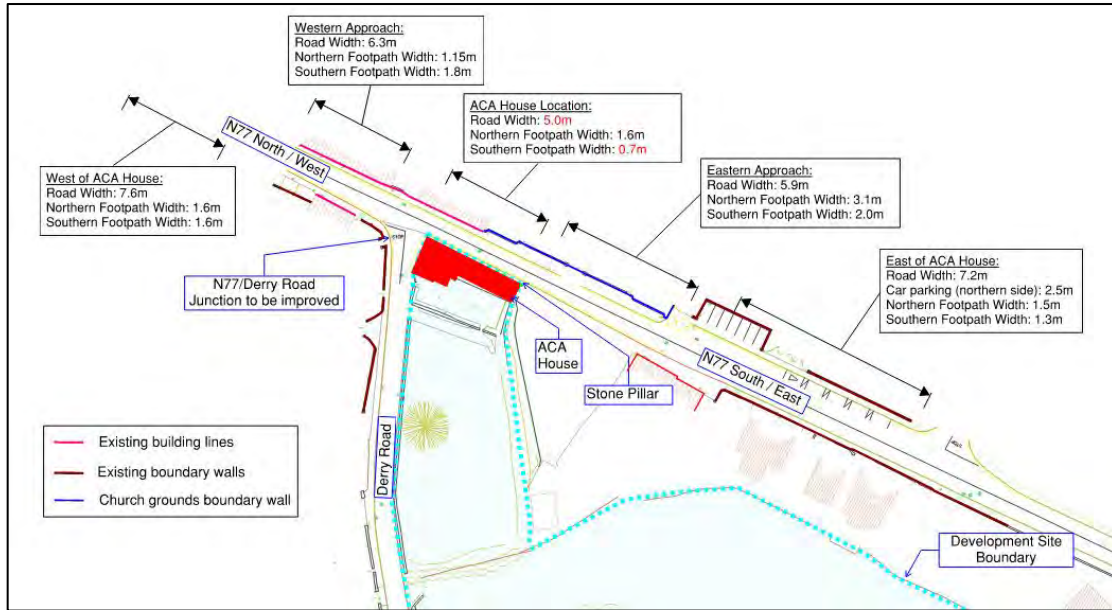 Western Approach:
Road Width: 6.3m
Northern Footpath Width: 1.15m
Southern Footpath Width: 1.8m
ACA House Location:
Road Width: 5.0m
Northern Footpath Width: 1.6m
Southern Footpath Width: 0.7m
N77 North / West
West of ACA House:
Road Width: 7.6m
Northern Footpath Width: 1.6m
Southern Footpath Width: 1.6m
Eastern Approach:
Road Width: 5.9m
Northern Footpath Width: 3.1m
Southern Footpath Width: 2.0m
East of ACA House:
Road Width: 7.2m
Car parking (northern side): 2.5m
Northern Footpath Width: 1.5m
Southern Footpath Width: 1.3m
STOP
N77/Derry Road
Junction to be improved
ACA
House
Stone Pillar
N77 South / East
Existing building lines
Existing boundary walls
Church grounds boundary wall
Derry Road
Development Site
Boundary